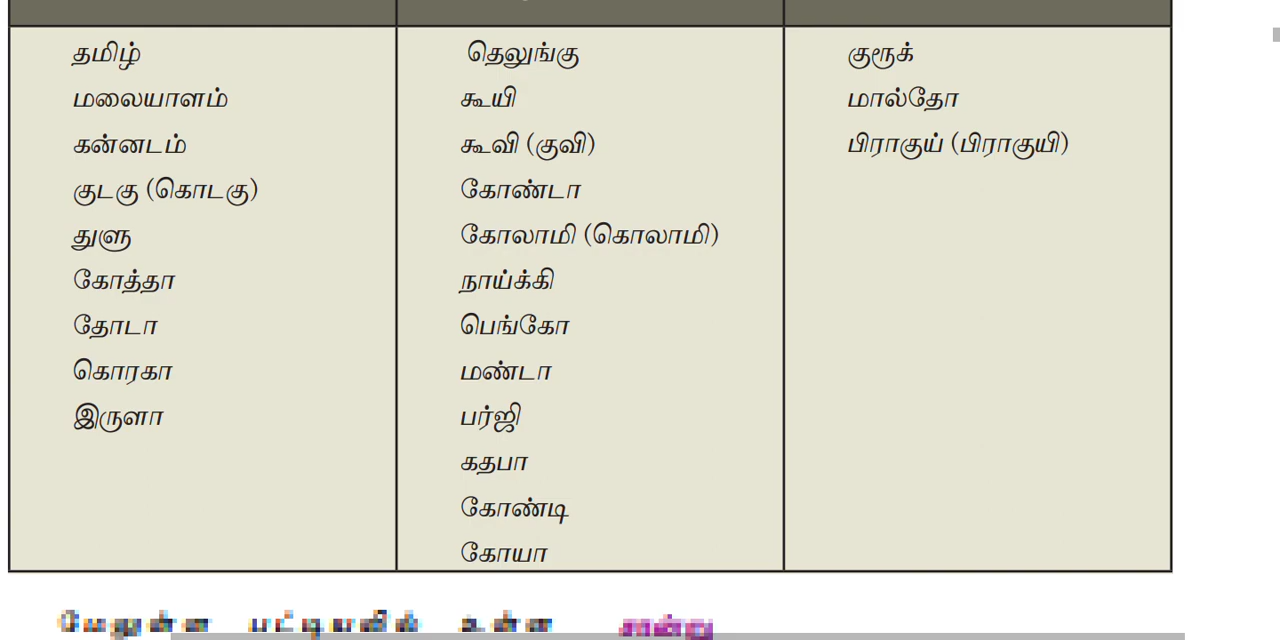 தமிழ்
மலையாளம்
கன்னடம்
குடகு (கொடகு)
துளு
கோத்தா
தோடா
கொரகா
இருளா
தெலுங்கு
கூயி
கூவி (குவி)
கோண்டா
கோலாமி (கொலாமி)
நாய்க்கி
பெங்கோ
மண்டா
பர்ஜி
கதபா
கோண்டி
கோயா
குரூக்
மால்தோ
பிராகுய் (பிராகுயி)